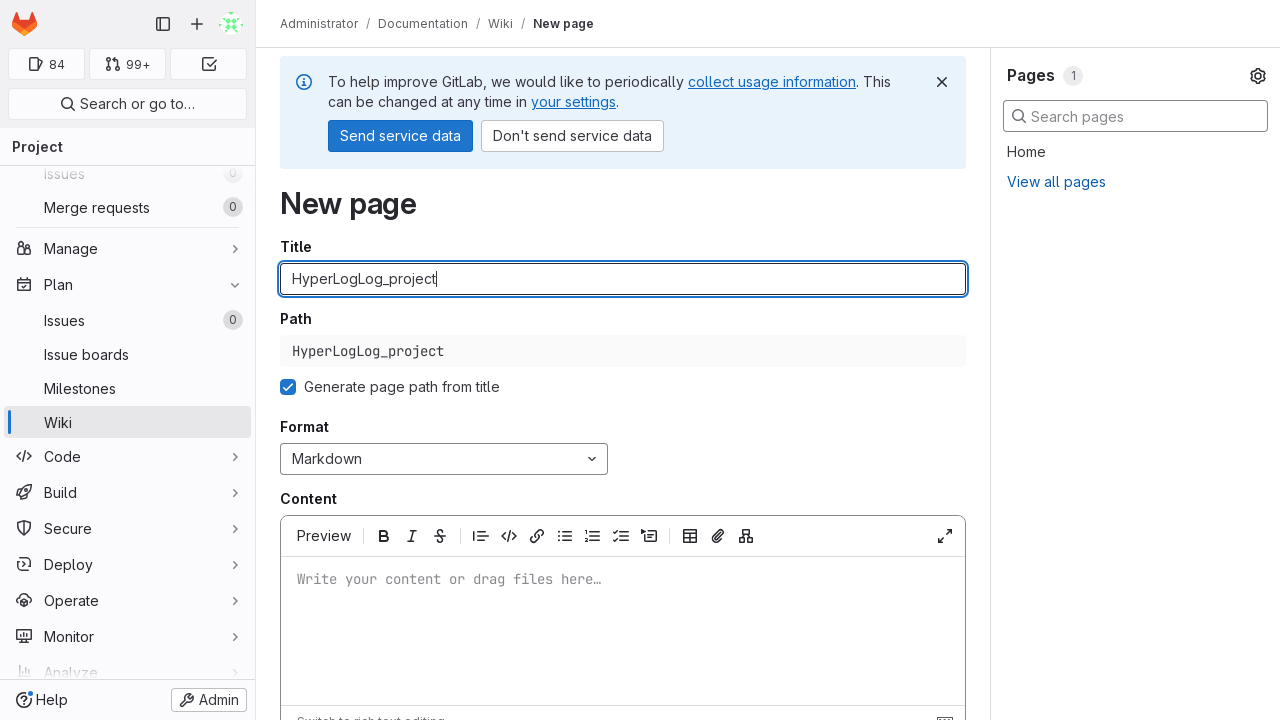 Administrator / Documentation / Wiki / New page
84
99+
Search or go to…
Project
Issues 0
Merge requests 0
Manage
Plan
Issues 0
Issue boards
Milestones
Wiki
Code
Build
Secure
Deploy
Operate
Monitor
Analyze
Help
Admin
To help improve GitLab, we would like to periodically collect usage information. This
can be changed at any time in your settings.
Send service data
Don't send service data
New page
Title
HyperLogLog_project
Path
HyperLogLog_project
Generate page path from title
Format
Markdown
Content
Preview
Write your content or drag files here…
Switch to rich text editing
Pages 1
Search pages
Home
View all pages